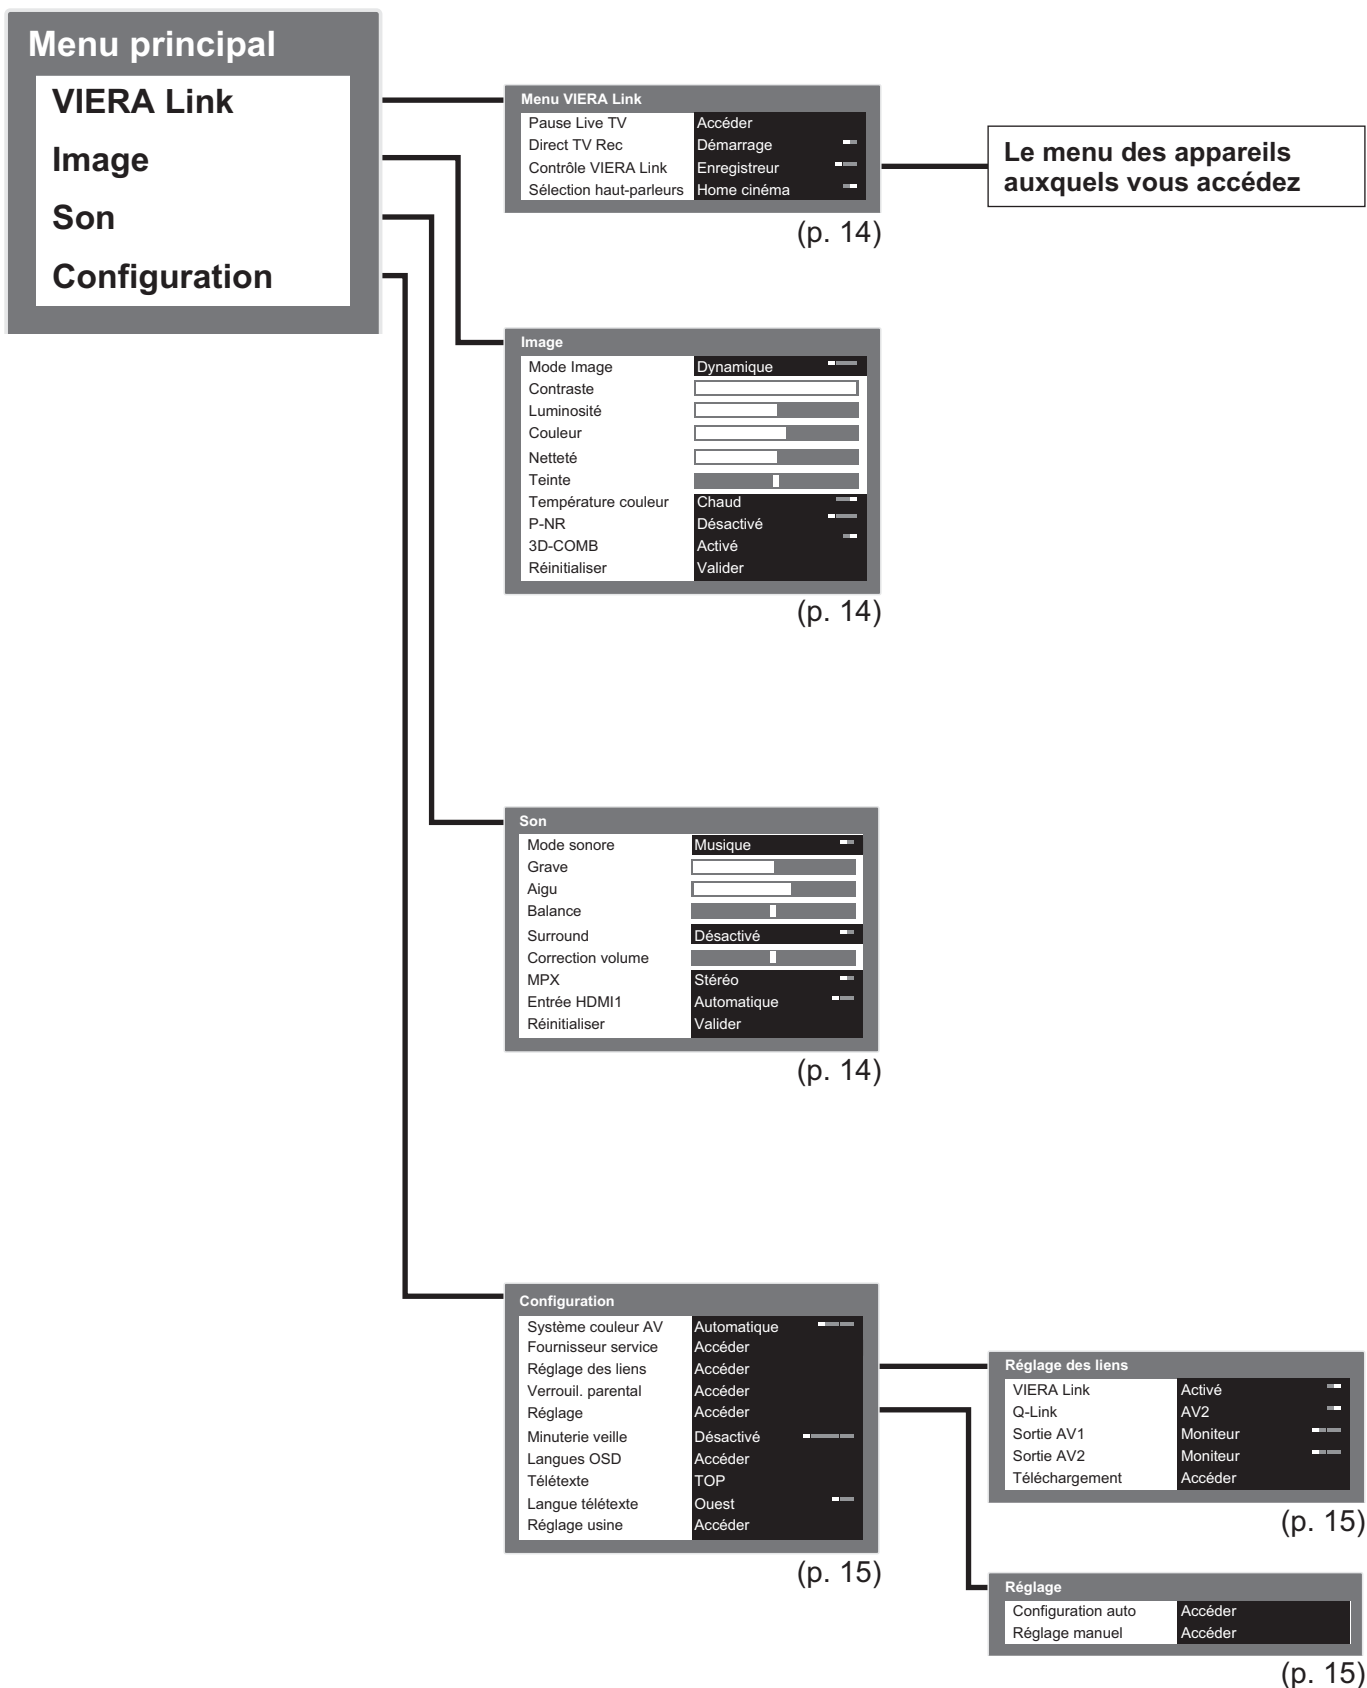 Menu principal
VIERA Link
Image
Son
Configuration
Menu VIERA Link
Pause Live TV Accéder
Direct TV Rec Démarrage
Contrôle VIERA Link Enregistreur
Sélection haut-parleurs Home cinéma
(p. 14)
Le menu des appareils
auxquels vous accédez
Image
Mode Image Dynamique
Contraste
Luminosité
Couleur
Netteté
Teinte
Température couleur Chaud
P-NR Désactivé
3D-COMB Activé
Réinitialiser Valider
(p. 14)
Son
Mode sonore Musique
Grave
Aigu
Balance
Surround Désactivé
Correction volume
MPX Stéréo
Entrée HDMI1 Automatique
Réinitialiser Valider
(p. 14)
Configuration
Système couleur AV Automatique
Fournisseur service Accéder
Réglage des liens Accéder
Verrouil. parental Accéder
Réglage Accéder
Minuterie veille Désactivé
Langues OSD Accéder
Télétexte TOP
Langue télétexte Ouest
Réglage usine Accéder
(p. 15)
Réglage des liens
VIERA Link Activé
Q-Link AV2
Sortie AV1 Moniteur
Sortie AV2 Moniteur
Téléchargement Accéder
(p. 15)
Réglage
Configuration auto Accéder
Réglage manuel Accéder
(p. 15)